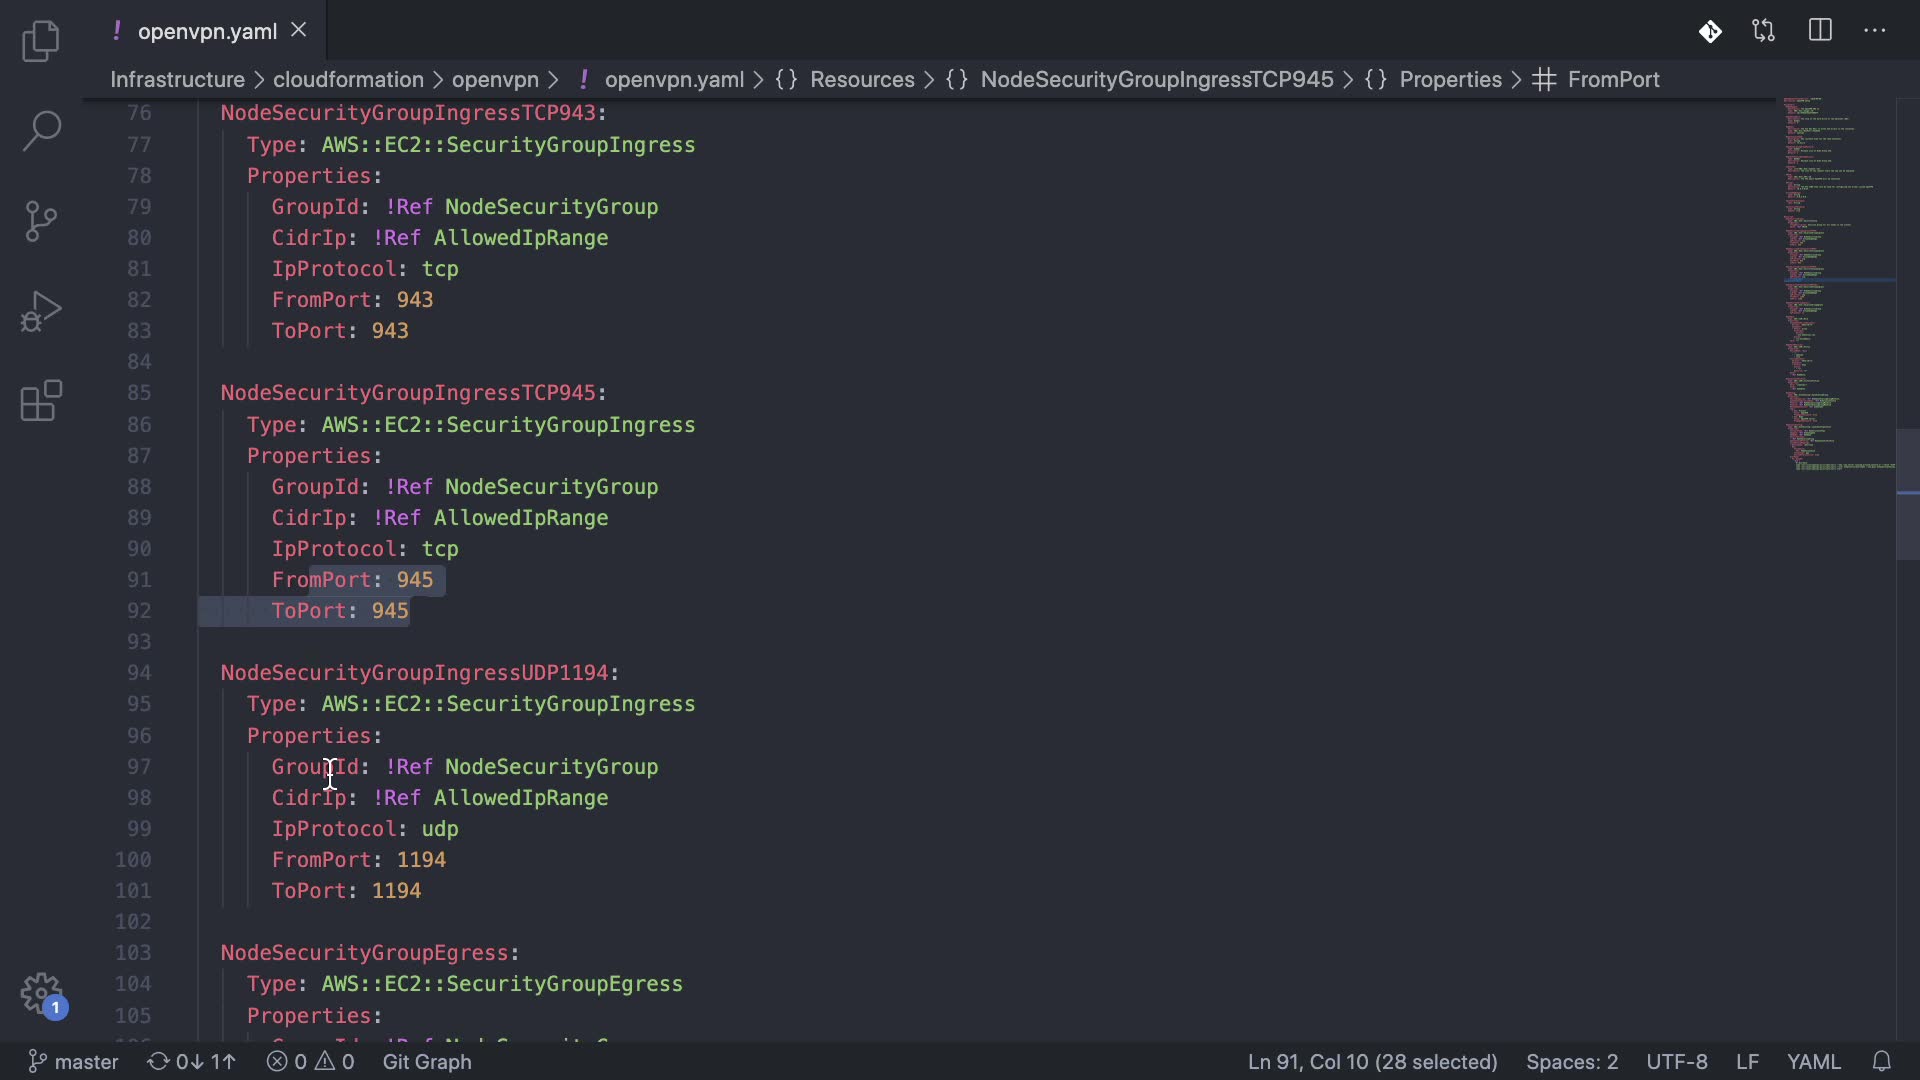 ! openvpn.yaml
Infrastructure > cloudformation > openvpn > ! openvpn.yaml > {} Resources > {} NodeSecurityGroupIngressTCP945 > {} Properties > # FromPort
76 NodeSecurityGroupIngressTCP943:
77 Type: AWS::EC2::SecurityGroupIngress
78 Properties:
79 GroupId: !Ref NodeSecurityGroup
80 CidrIp: !Ref AllowedIpRange
81 IpProtocol: tcp
82 FromPort: 943
83 ToPort: 943
84
85 NodeSecurityGroupIngressTCP945:
86 Type: AWS::EC2::SecurityGroupIngress
87 Properties:
88 GroupId: !Ref NodeSecurityGroup
89 CidrIp: !Ref AllowedIpRange
90 IpProtocol: tcp
91 FromPort: 945
92 ToPort: 945
93
94 NodeSecurityGroupIngressUDP1194:
95 Type: AWS::EC2::SecurityGroupIngress
96 Properties:
97 GroupId: !Ref NodeSecurityGroup
98 CidrIp: !Ref AllowedIpRange
99 IpProtocol: udp
100 FromPort: 1194
101 ToPort: 1194
102
103 NodeSecurityGroupEgress:
104 Type: AWS::EC2::SecurityGroupEgress
105 Properties:
1
master 0↓ 1↑ 0 0 Git Graph Ln 91, Col 10 (28 selected) Spaces: 2 UTF-8 LF YAML